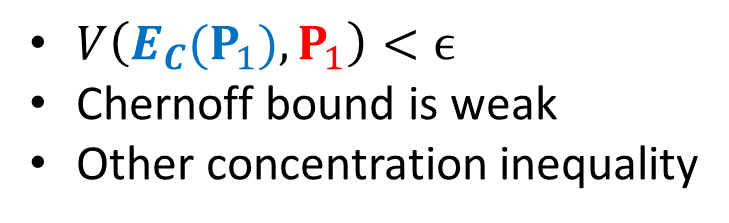 • V(E_C(P₁), P₁) < ϵ
• Chernoff bound is weak
• Other concentration inequality